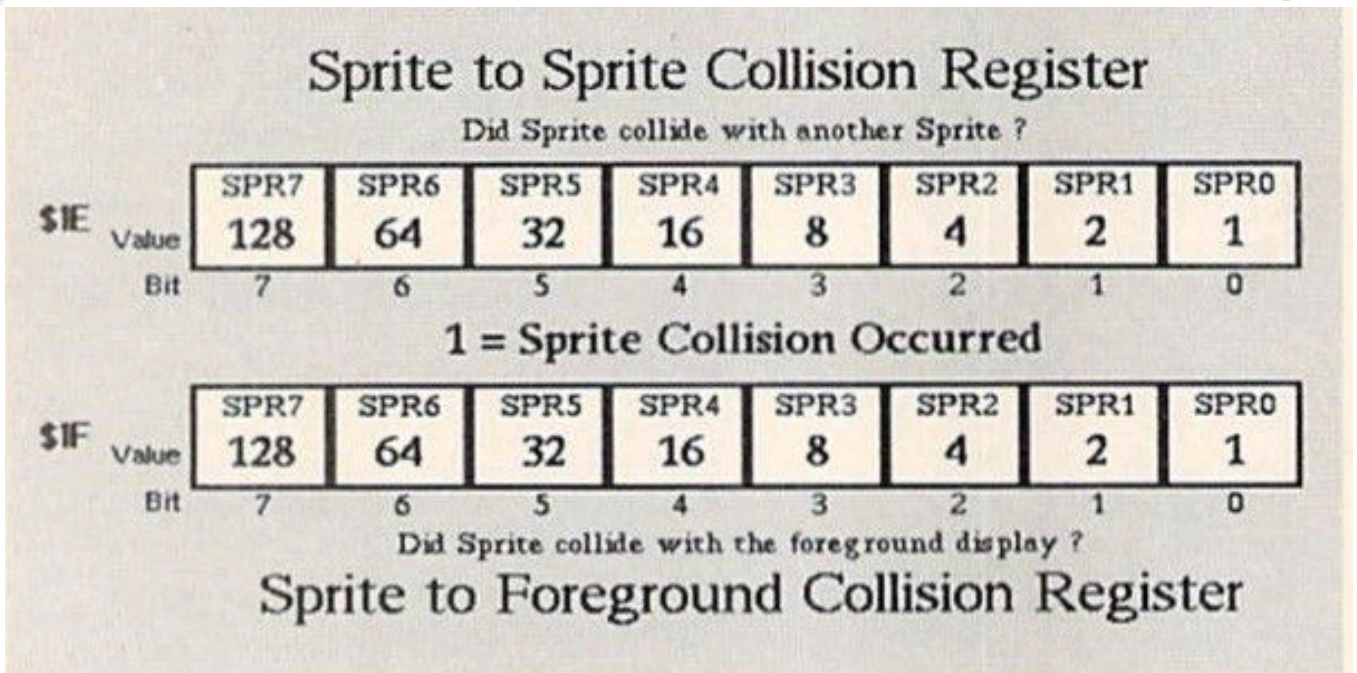 Sprite to Sprite Collision Register
Did Sprite collide with another Sprite ?
SPR7 SPR6 SPR5 SPR4 SPR3 SPR2 SPR1 SPR0
$1E Value 128 64 32 16 8 4 2 1
Bit 7 6 5 4 3 2 1 0
1 = Sprite Collision Occurred
SPR7 SPR6 SPR5 SPR4 SPR3 SPR2 SPR1 SPR0
$1F Value 128 64 32 16 8 4 2 1
Bit 7 6 5 4 3 2 1 0
Did Sprite collide with the foreground display ?
Sprite to Foreground Collision Register